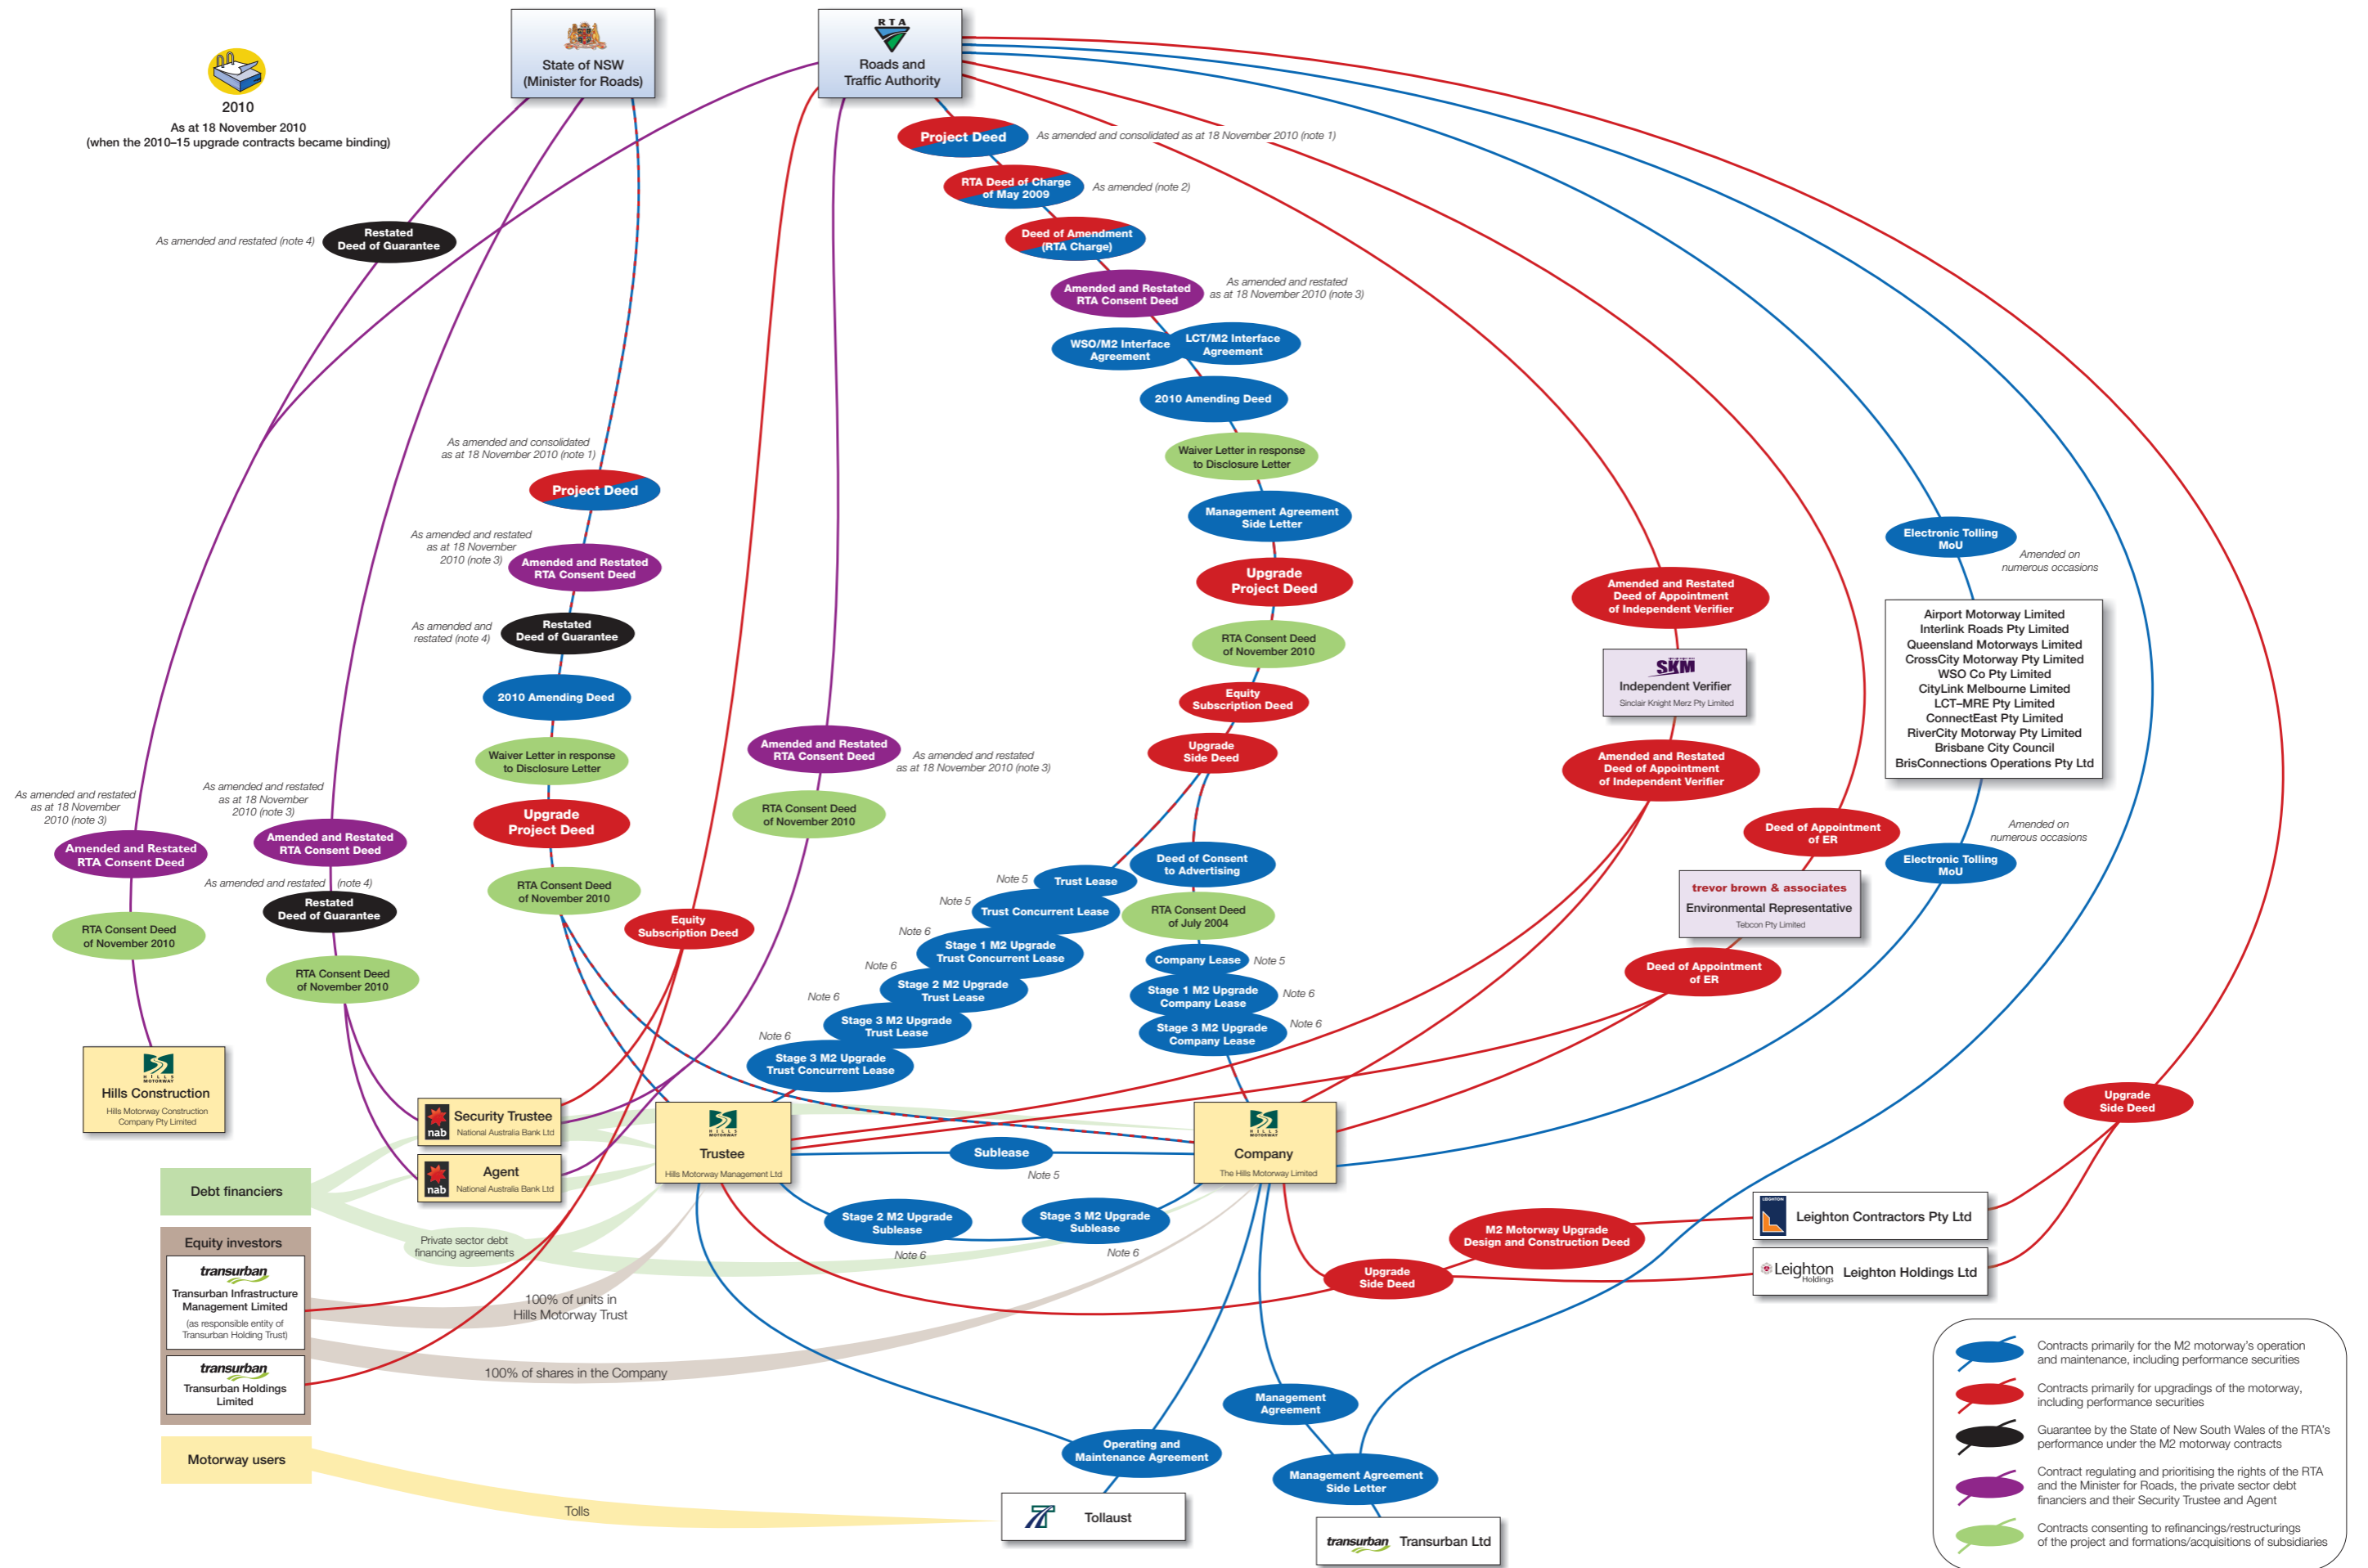 RTA
State of NSW
(Minister for Roads)
Roads and
Traffic Authority
2010
As at 18 November 2010
(when the 2010–15 upgrade contracts became binding)
Project Deed
As amended and consolidated as at 18 November 2010 (note 1)
RTA Deed of Charge
of May 2009
As amended (note 2)
As amended and restated (note 4)
Restated
Deed of Guarantee
Deed of Amendment
(RTA Charge)
Amended and Restated
RTA Consent Deed
As amended and restated
as at 18 November 2010 (note 3)
WSO/M2 Interface
Agreement
LCT/M2 Interface
Agreement
2010 Amending Deed
Waiver Letter in response
to Disclosure Letter
Management Agreement
Side Letter
Upgrade
Project Deed
RTA Consent Deed
of November 2010
Equity
Subscription Deed
Upgrade
Side Deed
As amended and consolidated
as at 18 November 2010 (note 1)
Project Deed
As amended and restated
as at 18 November
2010 (note 3)
Amended and Restated
RTA Consent Deed
As amended and
restated (note 4)
Restated
Deed of Guarantee
2010 Amending Deed
Waiver Letter in response
to Disclosure Letter
Upgrade
Project Deed
RTA Consent Deed
of November 2010
Amended and Restated
RTA Consent Deed
As amended and restated
as at 18 November 2010 (note 3)
RTA Consent Deed
of November 2010
Equity
Subscription Deed
As amended and restated
as at 18 November
2010 (note 3)
Amended and Restated
RTA Consent Deed
RTA Consent Deed
of November 2010
As amended and restated
as at 18 November
2010 (note 3)
Amended and Restated
RTA Consent Deed
As amended and restated (note 4)
Restated
Deed of Guarantee
RTA Consent Deed
of November 2010
Amended and Restated
Deed of Appointment
of Independent Verifier
SKM
Independent Verifier
Sinclair Knight Merz Pty Limited
Amended and Restated
Deed of Appointment
of Independent Verifier
Electronic Tolling
MoU
Amended on
numerous occasions
Airport Motorway Limited
Interlink Roads Pty Limited
Queensland Motorways Limited
CrossCity Motorway Pty Limited
WSO Co Pty Limited
CityLink Melbourne Limited
LCT–MRE Pty Limited
ConnectEast Pty Limited
RiverCity Motorway Pty Limited
Brisbane City Council
BrisConnections Operations Pty Ltd
Amended on
numerous occasions
Electronic Tolling
MoU
Deed of Appointment
of ER
trevor brown & associates
Environmental Representative
Tebcon Pty Limited
Deed of Appointment
of ER
Note 5
Trust Lease
Note 5
Trust Concurrent Lease
Note 6
Stage 1 M2 Upgrade
Trust Concurrent Lease
Note 6
Stage 2 M2 Upgrade
Trust Lease
Note 6
Stage 3 M2 Upgrade
Trust Lease
Note 6
Stage 3 M2 Upgrade
Trust Concurrent Lease
Deed of Consent
to Advertising
RTA Consent Deed
of July 2004
Company Lease
Note 5
Stage 1 M2 Upgrade
Company Lease
Note 6
Stage 3 M2 Upgrade
Company Lease
Note 6
HILLS
MOTORWAY
Hills Construction
Hills Motorway Construction
Company Pty Limited
nab
Security Trustee
National Australia Bank Ltd
nab
Agent
National Australia Bank Ltd
HILLS
MOTORWAY
Trustee
Hills Motorway Management Ltd
Sublease
Note 5
HILLS
MOTORWAY
Company
The Hills Motorway Limited
Upgrade
Side Deed
Debt financiers
Private sector debt
financing agreements
Stage 2 M2 Upgrade
Sublease
Note 6
Stage 3 M2 Upgrade
Sublease
Note 6
M2 Motorway Upgrade
Design and Construction Deed
Upgrade
Side Deed
LEIGHTON
Leighton Contractors Pty Ltd
Leighton
Holdings
Leighton Holdings Ltd
Equity investors
transurban
Transurban Infrastructure
Management Limited
(as responsible entity of
Transurban Holding Trust)
transurban
Transurban Holdings
Limited
100% of units in
Hills Motorway Trust
100% of shares in the Company
Motorway users
Tolls
Operating and
Maintenance Agreement
Tollaust
Management
Agreement
Management Agreement
Side Letter
transurban
Transurban Ltd
Contracts primarily for the M2 motorway's operation
and maintenance, including performance securities
Contracts primarily for upgradings of the motorway,
including performance securities
Guarantee by the State of New South Wales of the RTA's
performance under the M2 motorway contracts
Contract regulating and prioritising the rights of the RTA
and the Minister for Roads, the private sector debt
financiers and their Security Trustee and Agent
Contracts consenting to refinancings/restructurings
of the project and formations/acquisitions of subsidiaries